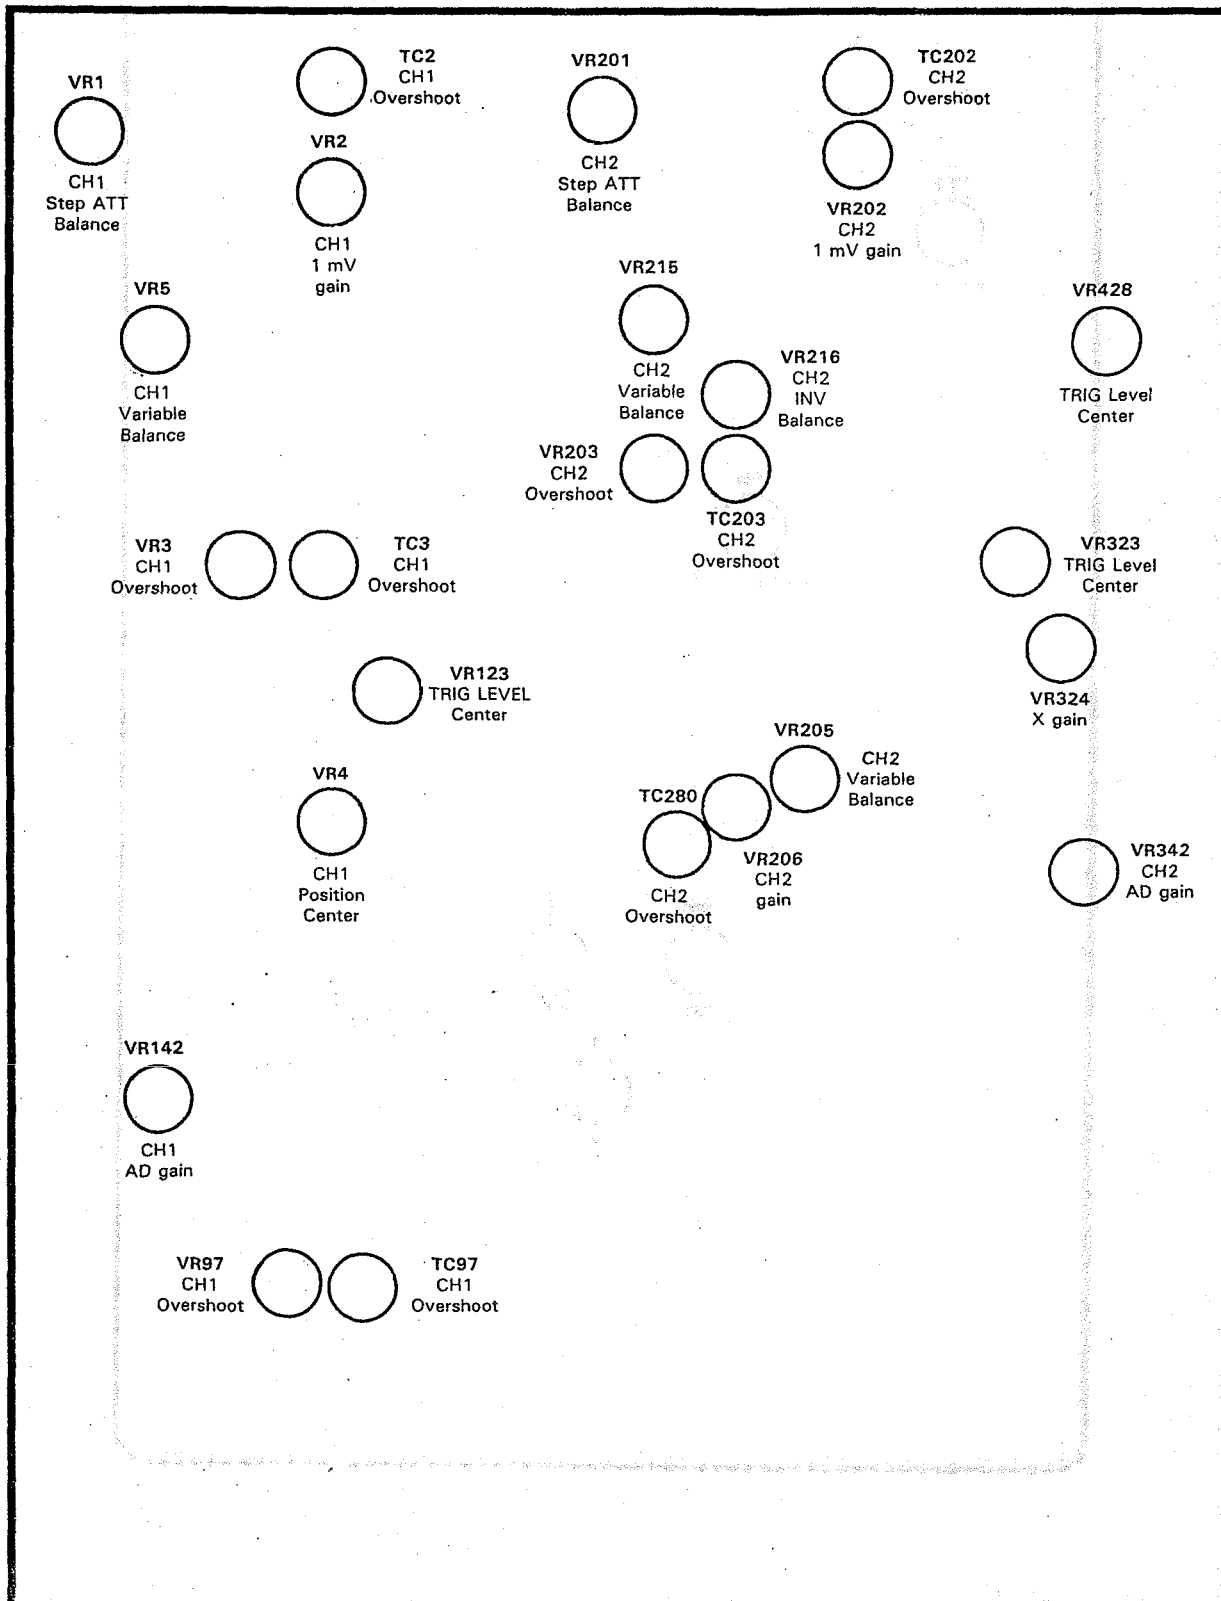 VR1
CH1
Step ATT
Balance
TC2
CH1
Overshoot
VR2
CH1
1 mV
gain
VR201
CH2
Step ATT
Balance
TC202
CH2
Overshoot
VR202
CH2
1 mV gain
VR5
CH1
Variable
Balance
VR215
CH2
Variable
Balance
VR216
CH2
INV
Balance
VR428
TRIG Level
Center
VR203
CH2
Overshoot
TC203
CH2
Overshoot
VR3
CH1
Overshoot
TC3
CH1
Overshoot
VR323
TRIG Level
Center
VR324
X gain
VR123
TRIG LEVEL
Center
VR4
CH1
Position
Center
VR205
CH2
Variable
Balance
TC280
CH2
Overshoot
VR206
CH2
gain
VR342
CH2
AD gain
VR142
CH1
AD gain
VR97
CH1
Overshoot
TC97
CH1
Overshoot